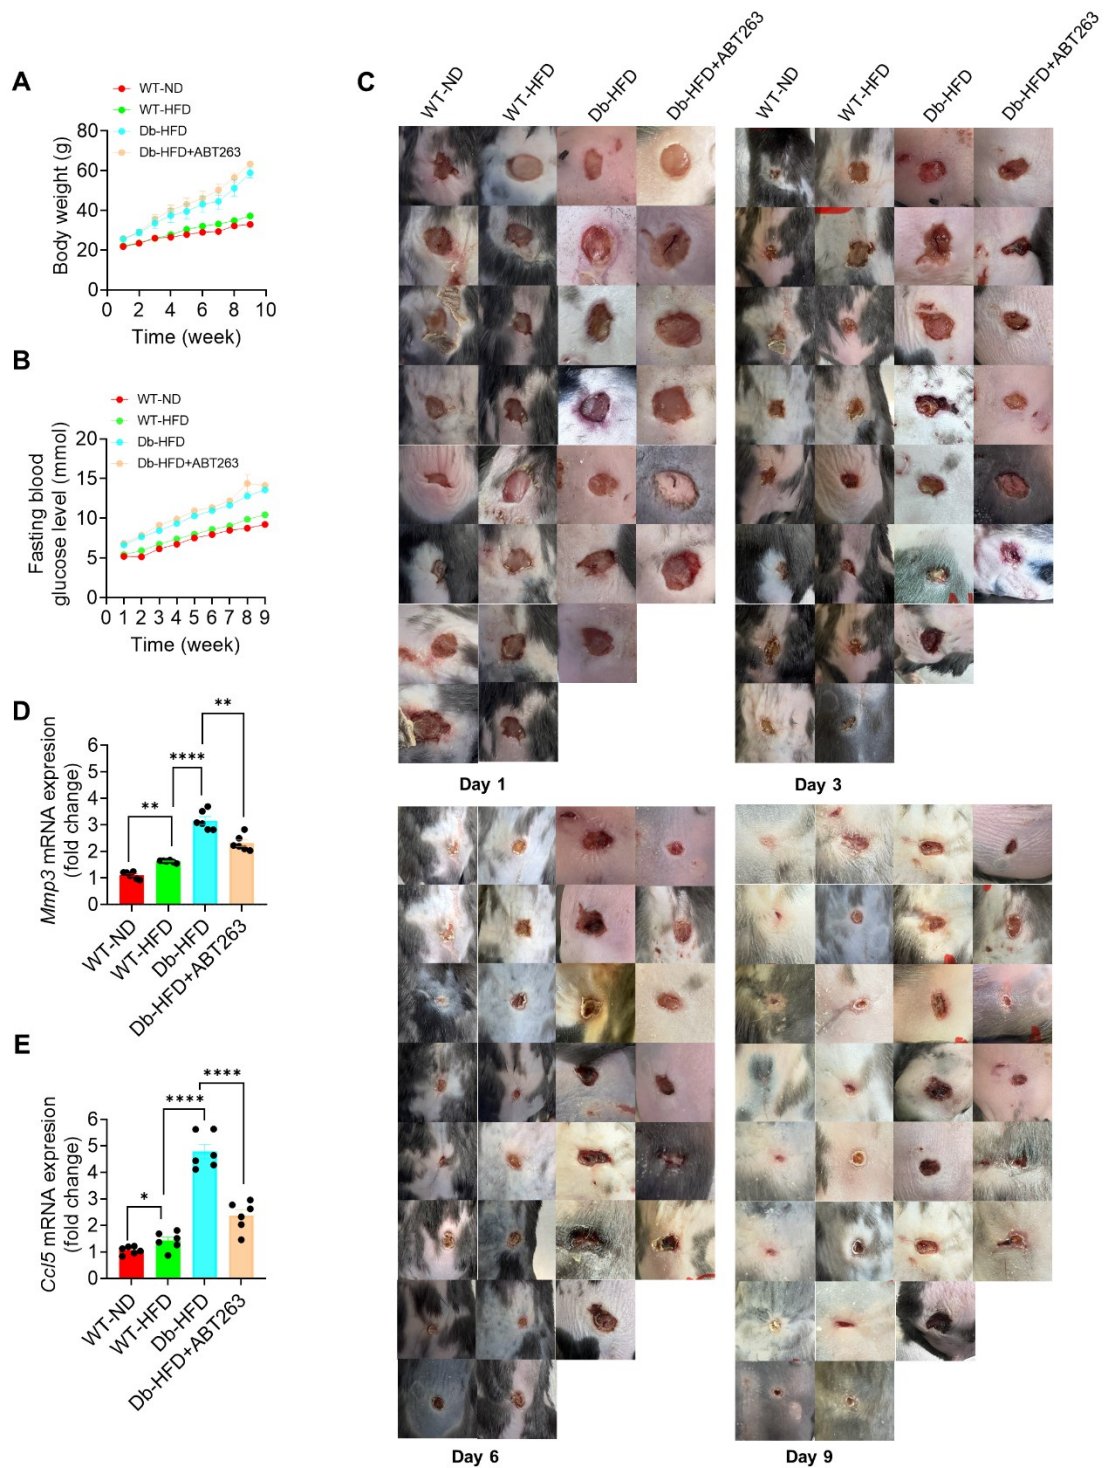 A
WT-ND
WT-HFD
Db-HFD
Db-HFD+ABT263
80
60
40
20
0
Body weight (g)
0 2 4 6 8 10
Time (week)
B
WT-ND
WT-HFD
Db-HFD
Db-HFD+ABT263
20
15
10
5
0
Fasting blood
glucose level (mmol)
0 1 2 3 4 5 6 7 8 9
Time (week)
C
WT-ND
WT-HFD
Db-HFD
Db-HFD+ABT263
WT-ND
WT-HFD
Db-HFD
Db-HFD+ABT263
Day 1
Day 3
Day 6
Day 9
D
**
****
**
6
5
4
3
2
1
0
Mmp3 mRNA expresion
(fold change)
WT-ND
WT-HFD
Db-HFD
Db-HFD+ABT263
E
****
****
*
6
5
4
3
2
1
0
Ccl5 mRNA expresion
(fold change)
WT-ND
WT-HFD
Db-HFD
Db-HFD+ABT263